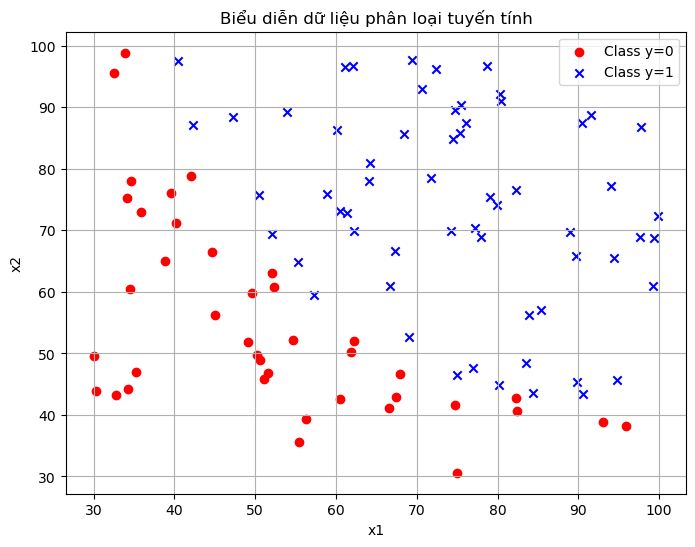 Biểu diễn dữ liệu phân loại tuyến tính
Class y=0
Class y=1
100
90
80
70
60
50
40
30
x2
30 40 50 60 70 80 90 100
x1